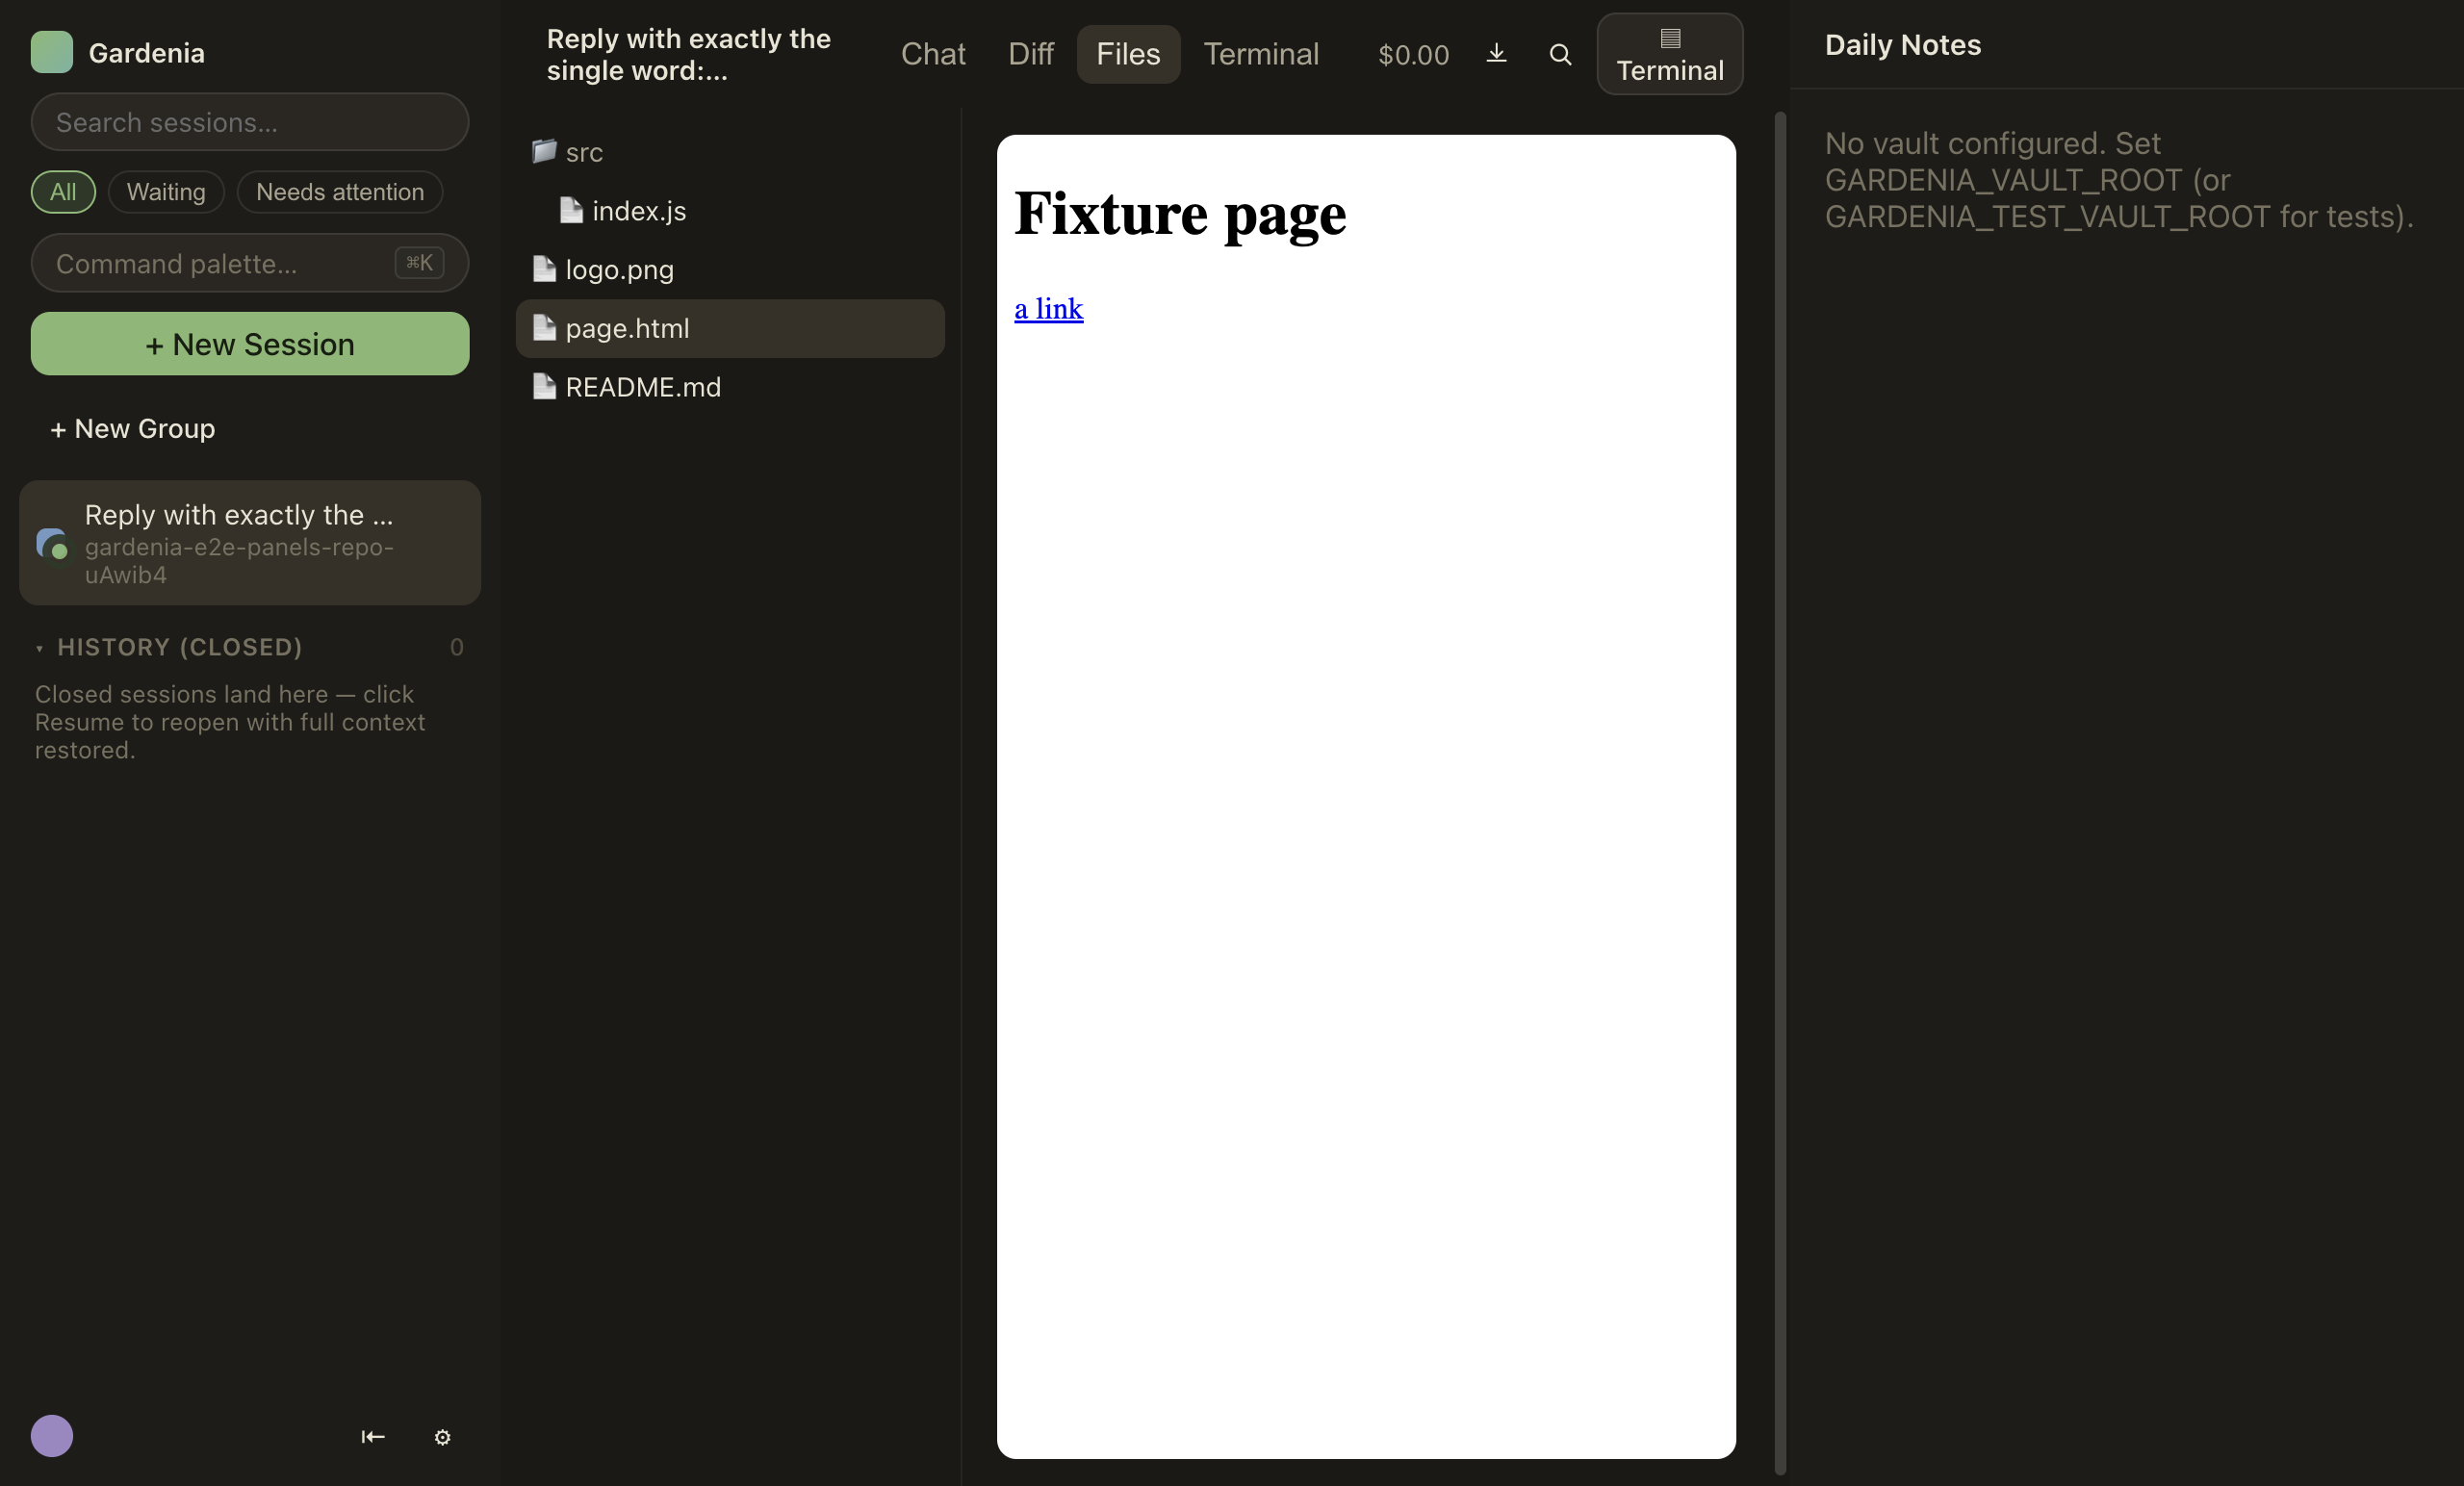 Gardenia
Search sessions...
All
Waiting
Needs attention
Command palette...
⌘K
+ New Session
+ New Group
Reply with exactly the ...
gardenia-e2e-panels-repo-
uAwib4
▾ HISTORY (CLOSED) 0
Closed sessions land here — click
Resume to reopen with full context
restored.
Reply with exactly the
single word:...
Chat
Diff
Files
Terminal
$0.00
Terminal
src
index.js
logo.png
page.html
README.md
Fixture page
a link
Daily Notes
No vault configured. Set
GARDENIA_VAULT_ROOT (or
GARDENIA_TEST_VAULT_ROOT for tests).